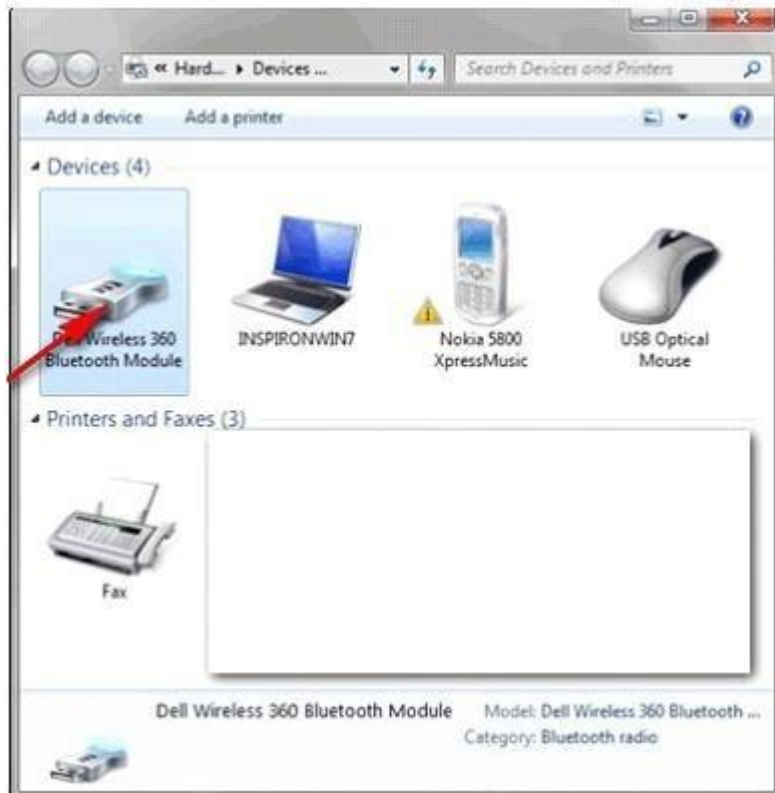 « Hard... ▸ Devices ...
Search Devices and Printers
Add a device Add a printer
Devices (4)
Dell Wireless 360
Bluetooth Module
INSPIRONWIN7
Nokia 5800
XpressMusic
USB Optical
Mouse
Printers and Faxes (3)
Fax
Dell Wireless 360 Bluetooth Module
Model: Dell Wireless 360 Bluetooth ...
Category: Bluetooth radio